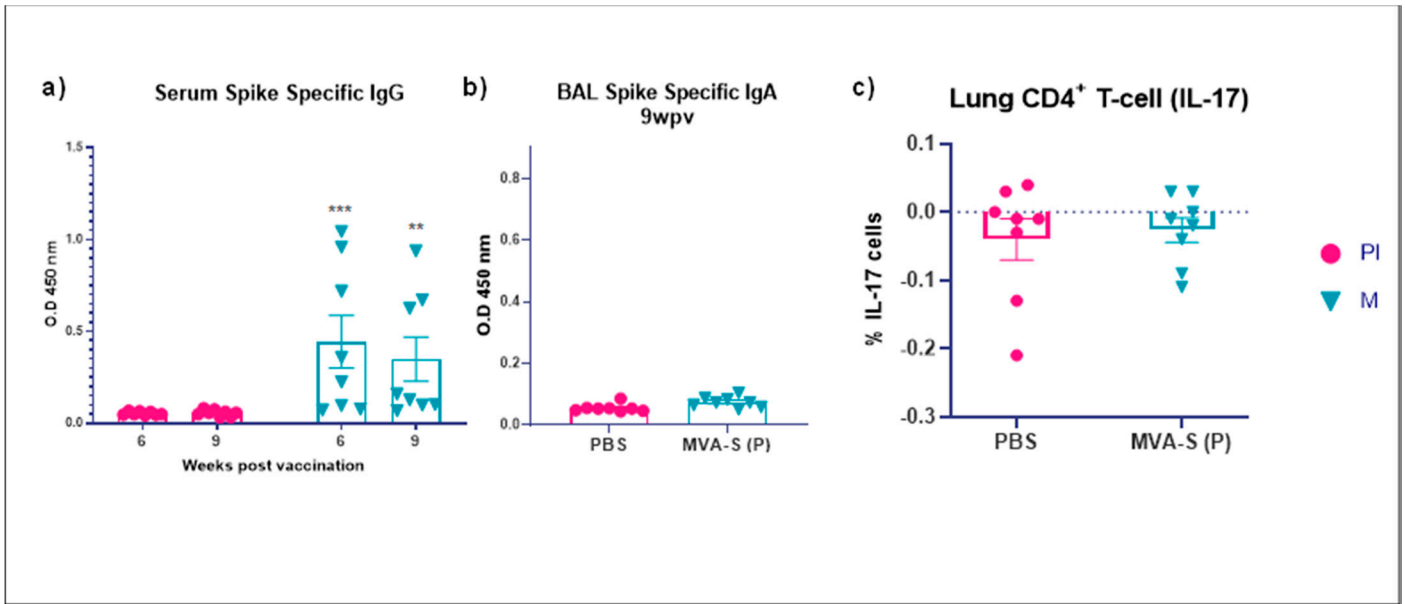 a)
Serum Spike Specific IgG
O.D 450 nm
1.5
1.0
0.5
0.0
***
**
6
9
6
9
Weeks post vaccination
b)
BAL Spike Specific IgA
9wpv
O.D 450 nm
0.8
0.6
0.4
0.2
0.0
PBS
MVA-S (P)
c)
Lung CD4⁺ T-cell (IL-17)
% IL-17 cells
0.1
0.0
-0.1
-0.2
-0.3
PBS
MVA-S (P)
PI
M